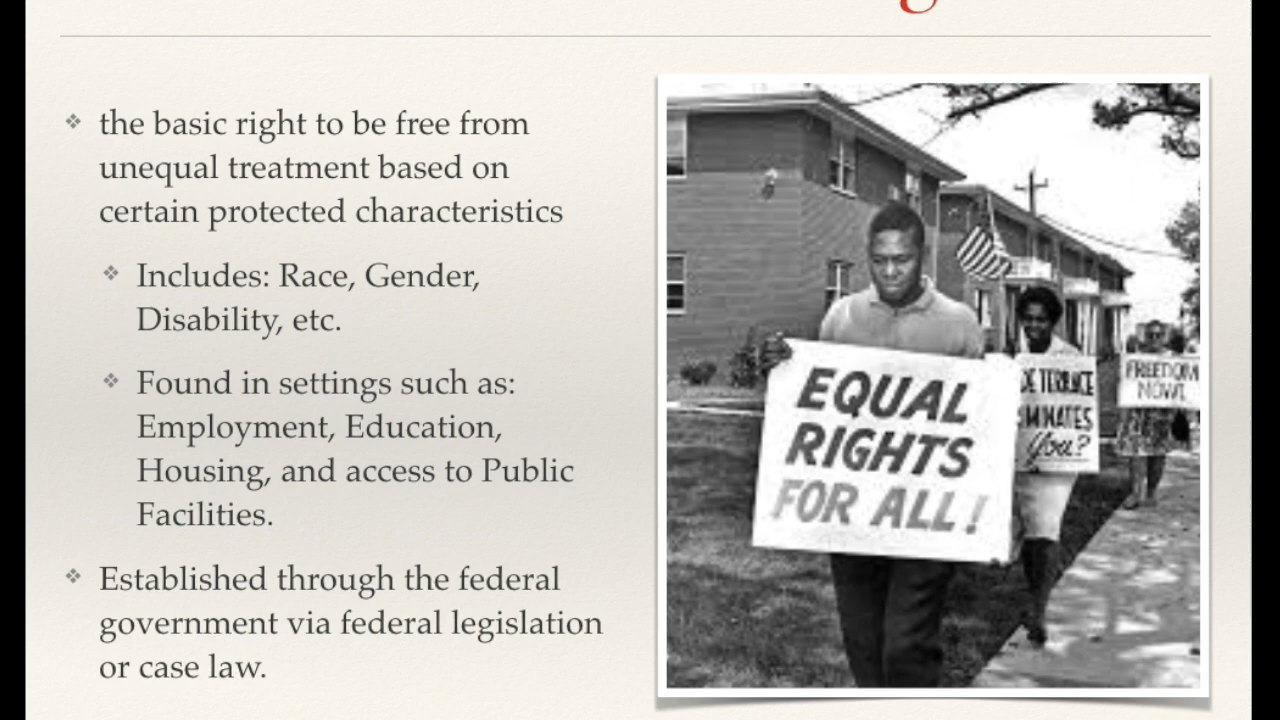 the basic right to be free from
unequal treatment based on
certain protected characteristics
Includes: Race, Gender,
Disability, etc.
Found in settings such as:
Employment, Education,
Housing, and access to Public
Facilities.
Established through the federal
government via federal legislation
or case law.
EQUAL
RIGHTS
FOR ALL!
You?
FREEDOM
NOW!